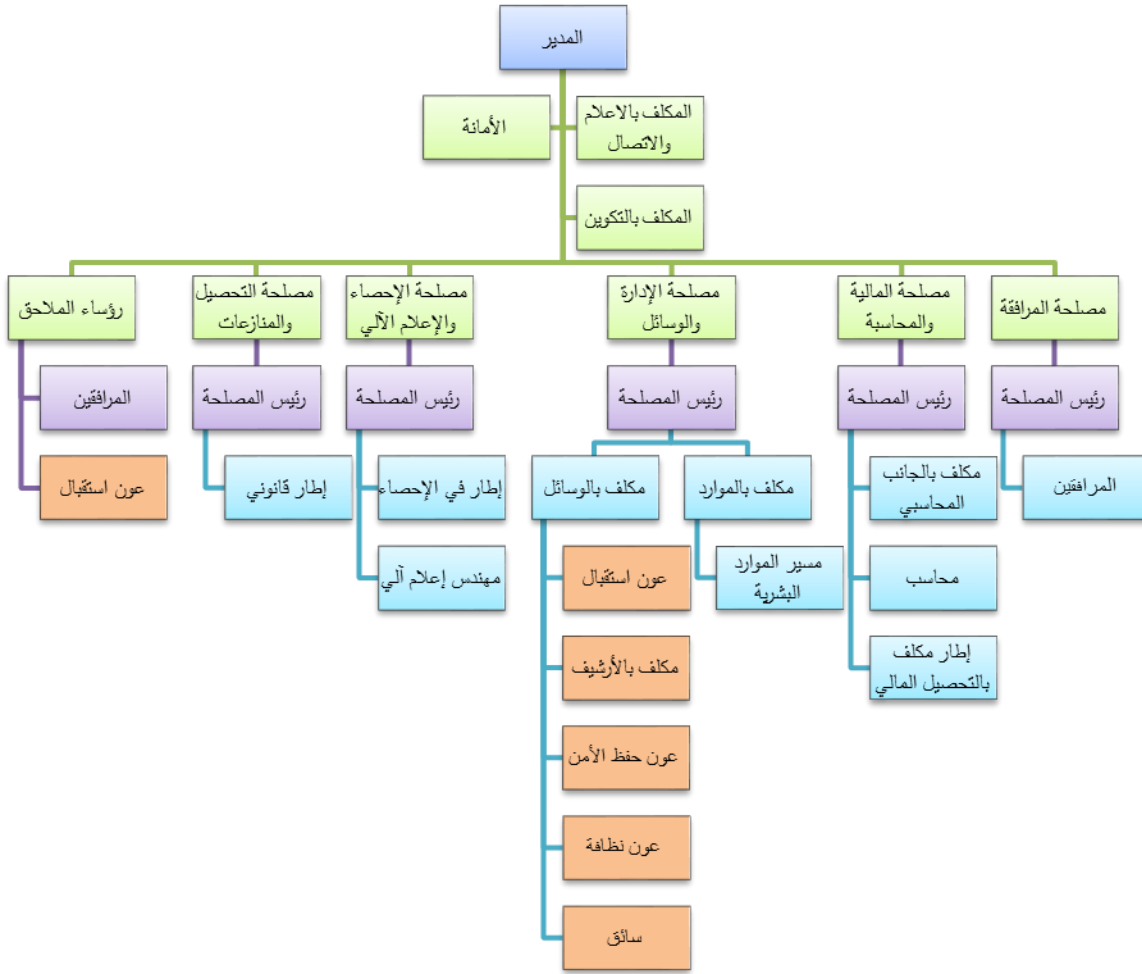 المدير
المكلف بالاعلام
والاتصال
الأمانة
المكلف بالتكوين
مصلحة المرافقة
مصلحة المالية
والمحاسبة
مصلحة الإدارة
والوسائل
مصلحة الإحصاء
والإعلام الآلي
مصلحة التحصيل
والمنازعات
رؤساء الملاحق
رئيس المصلحة
رئيس المصلحة
رئيس المصلحة
رئيس المصلحة
رئيس المصلحة
المرافقين
المرافقين
مكلف بالجانب
المحاسبي
مكلف بالموارد
مكلف بالوسائل
إطار في الإحصاء
إطار قانوني
عون استقبال
محاسب
مسير الموارد
البشرية
عون استقبال
مهندس إعلام آلي
إطار مكلف
بالتحصيل المالي
مكلف بالأرشيف
عون حفظ الأمن
عون نظافة
سائق